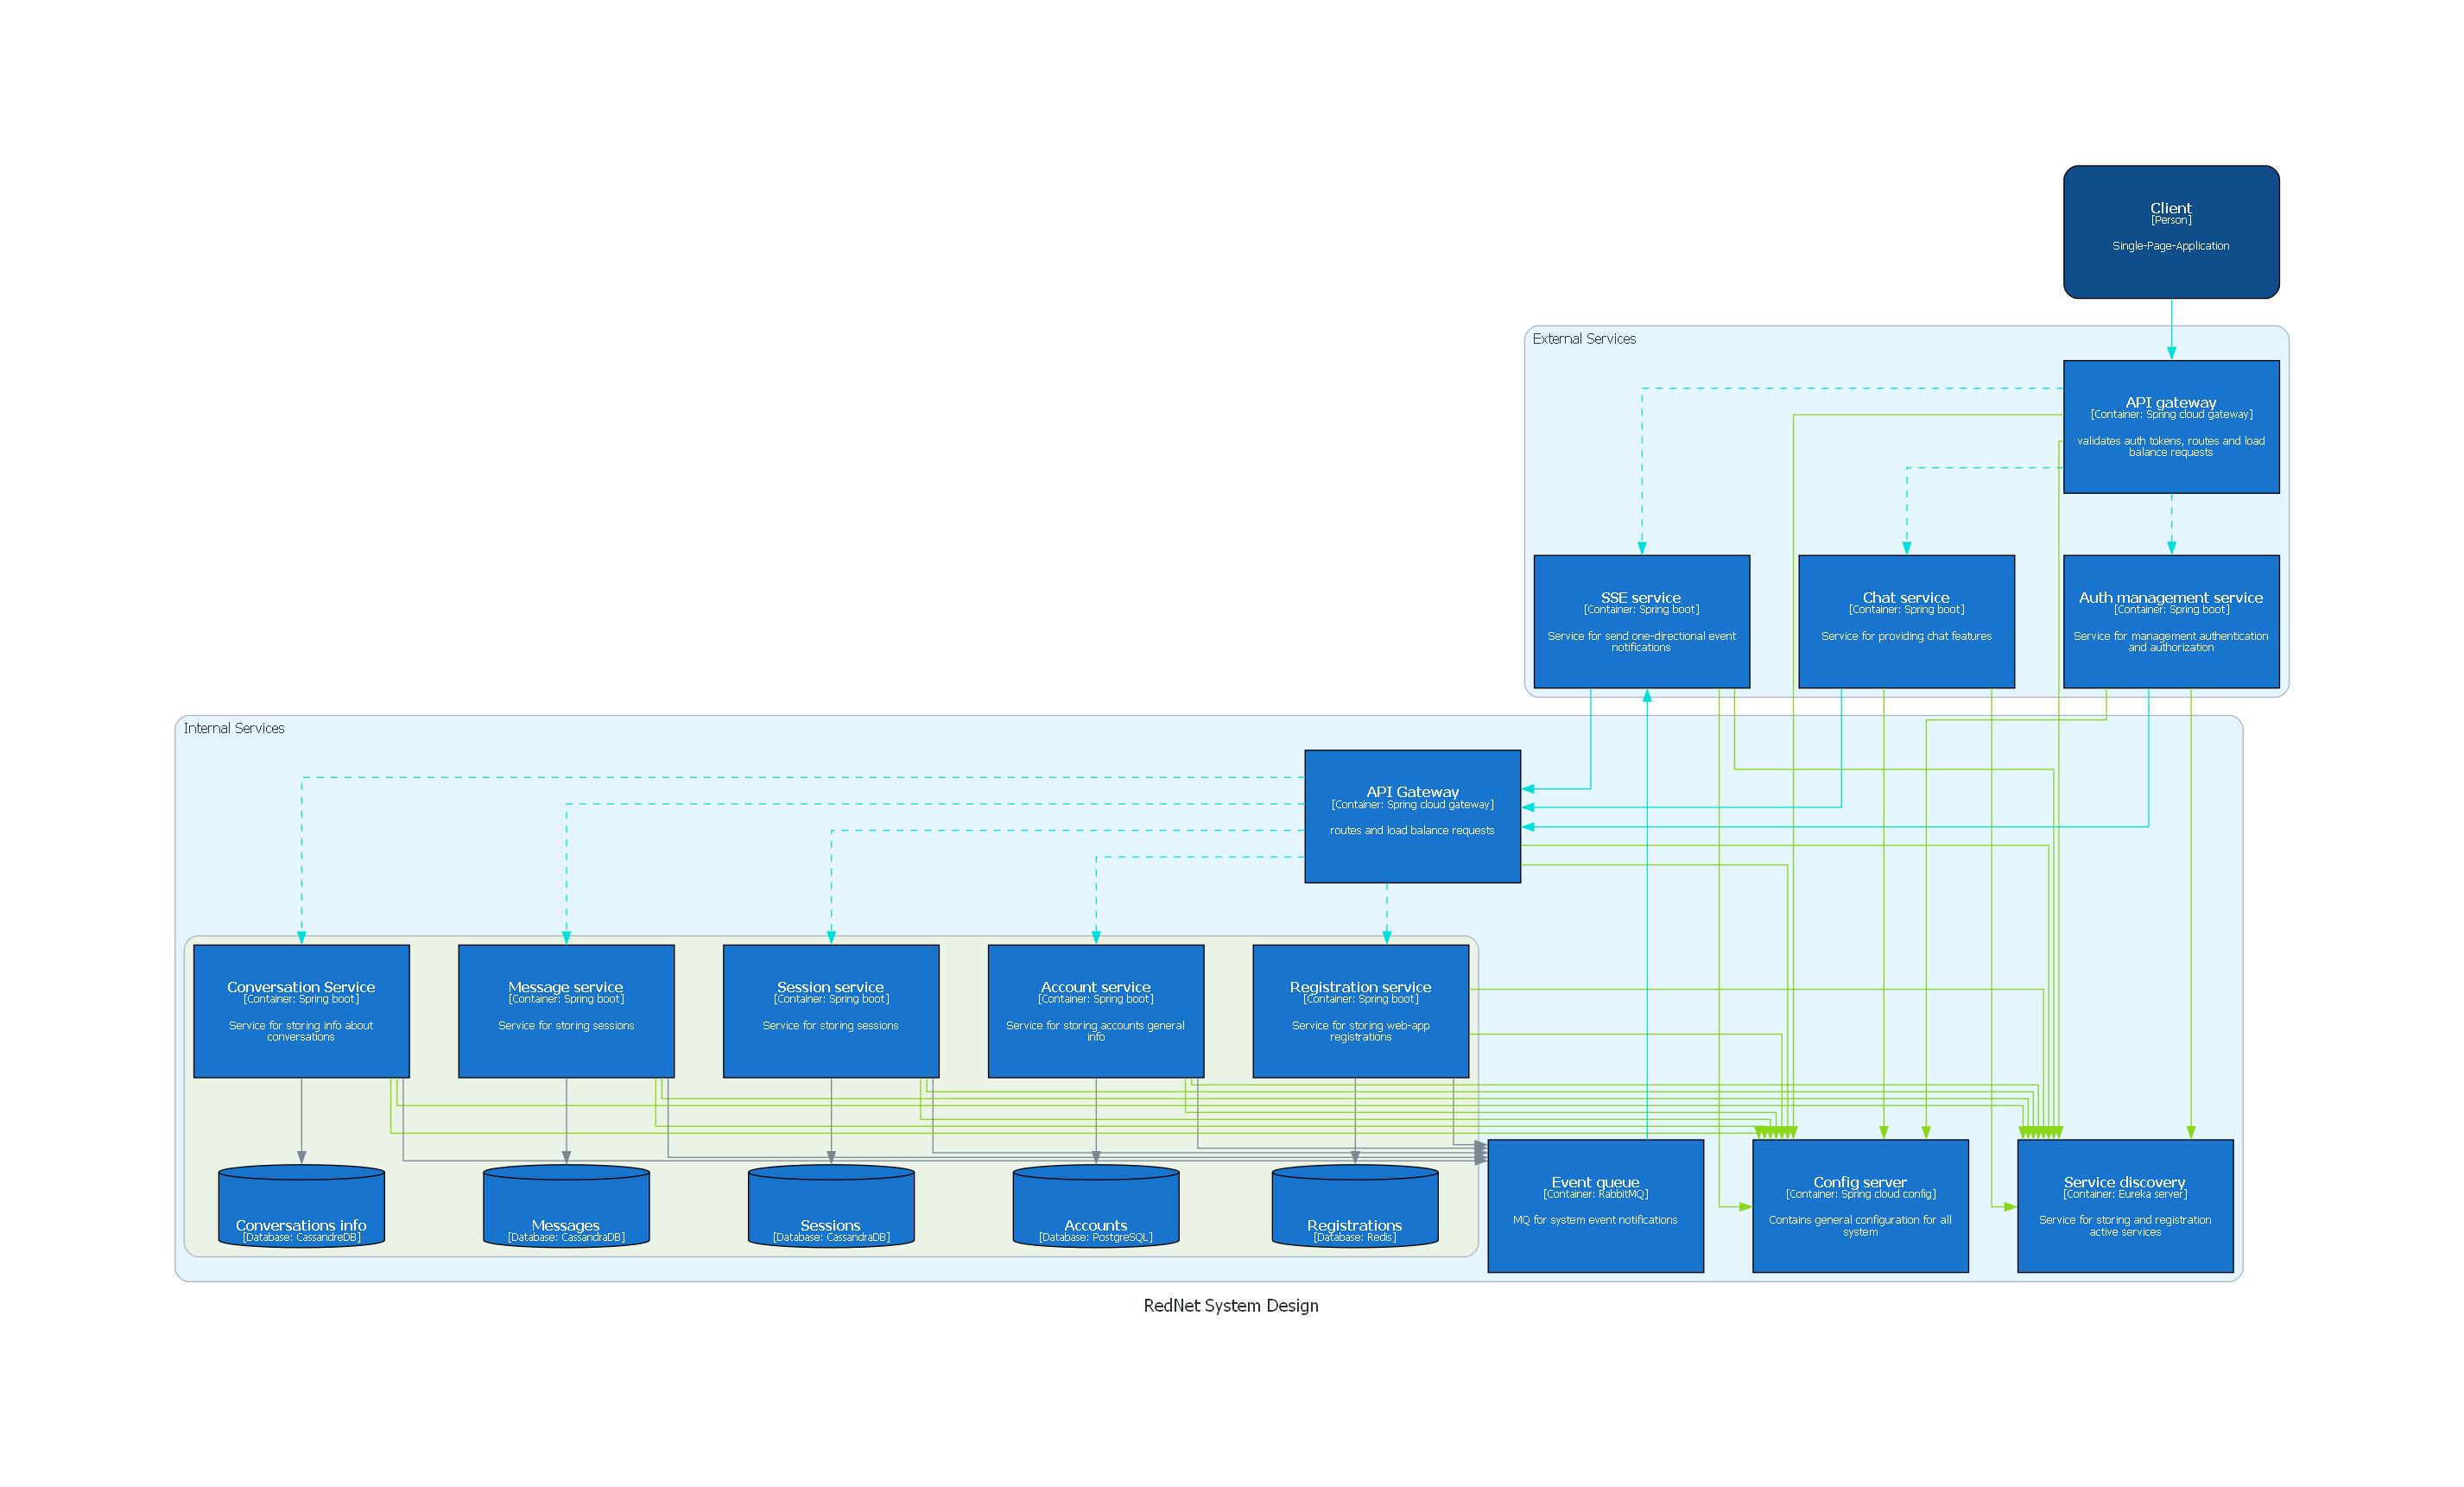 Client
[Person]
Single-Page-Application
External Services
API gateway
[Container: Spring cloud gateway]
validates auth tokens, routes and load
balance requests
SSE service
[Container: Spring boot]
Service for send one-directional event
notifications
Chat service
[Container: Spring boot]
Service for providing chat features
Auth management service
[Container: Spring boot]
Service for management authentication
and authorization
Internal Services
API Gateway
[Container: Spring cloud gateway]
routes and load balance requests
Conversation Service
[Container: Spring boot]
Service for storing info about
conversations
Message service
[Container: Spring boot]
Service for storing sessions
Session service
[Container: Spring boot]
Service for storing sessions
Account service
[Container: Spring boot]
Service for storing accounts general
info
Registration service
[Container: Spring boot]
Service for storing web-app
registrations
Conversations info
[Database: CassandreDB]
Messages
[Database: CassandraDB]
Sessions
[Database: CassandraDB]
Accounts
[Database: PostgreSQL]
Registrations
[Database: Redis]
Event queue
[Container: RabbitMQ]
MQ for system event notifications
Config server
[Container: Spring cloud config]
Contains general configuration for all
system
Service discovery
[Container: Eureka server]
Service for storing and registration
active services
RedNet System Design